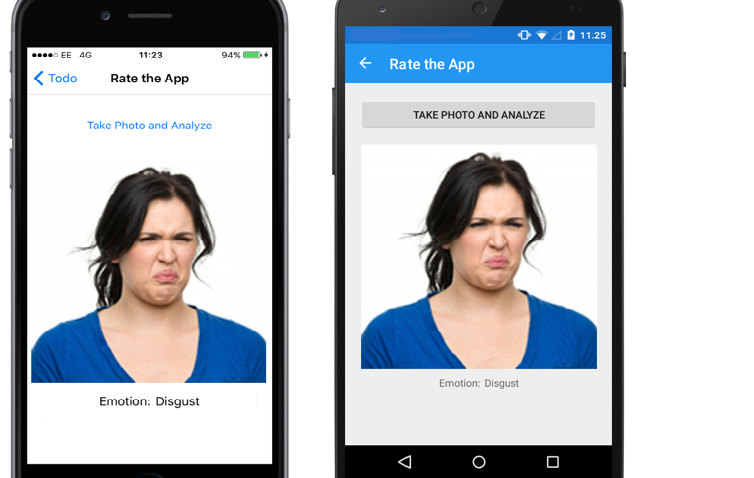 EE 4G 11:23 94%
Todo Rate the App
Take Photo and Analyze
Emotion: Disgust
11.25
Rate the App
TAKE PHOTO AND ANALYZE
Emotion: Disgust